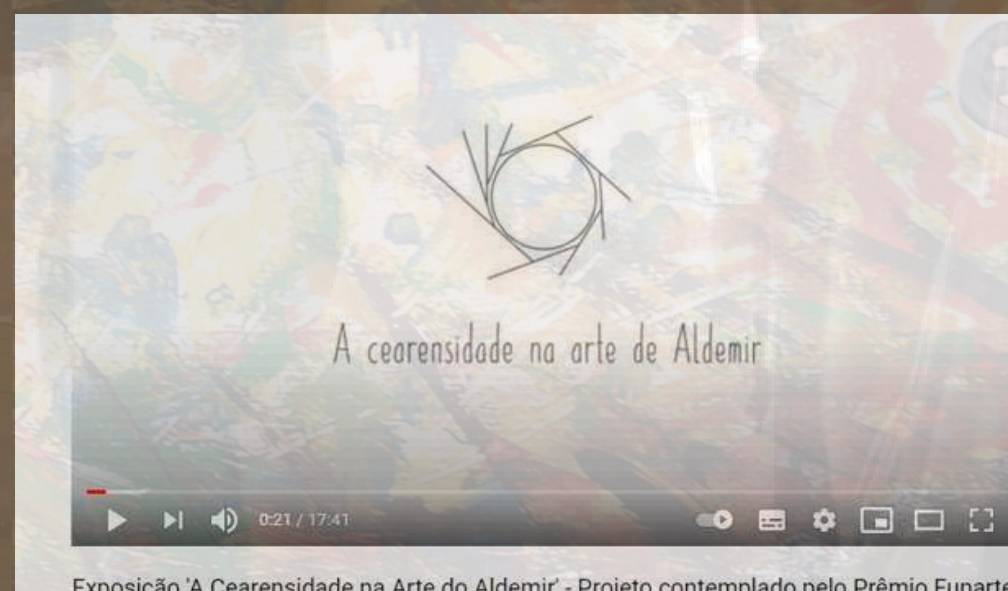 A cearensidade na arte de Aldemir
0:21 / 17:41
Exposição 'A Cearensidade na Arte do Aldemir' - Projeto contemplado pelo Prêmio Funarte